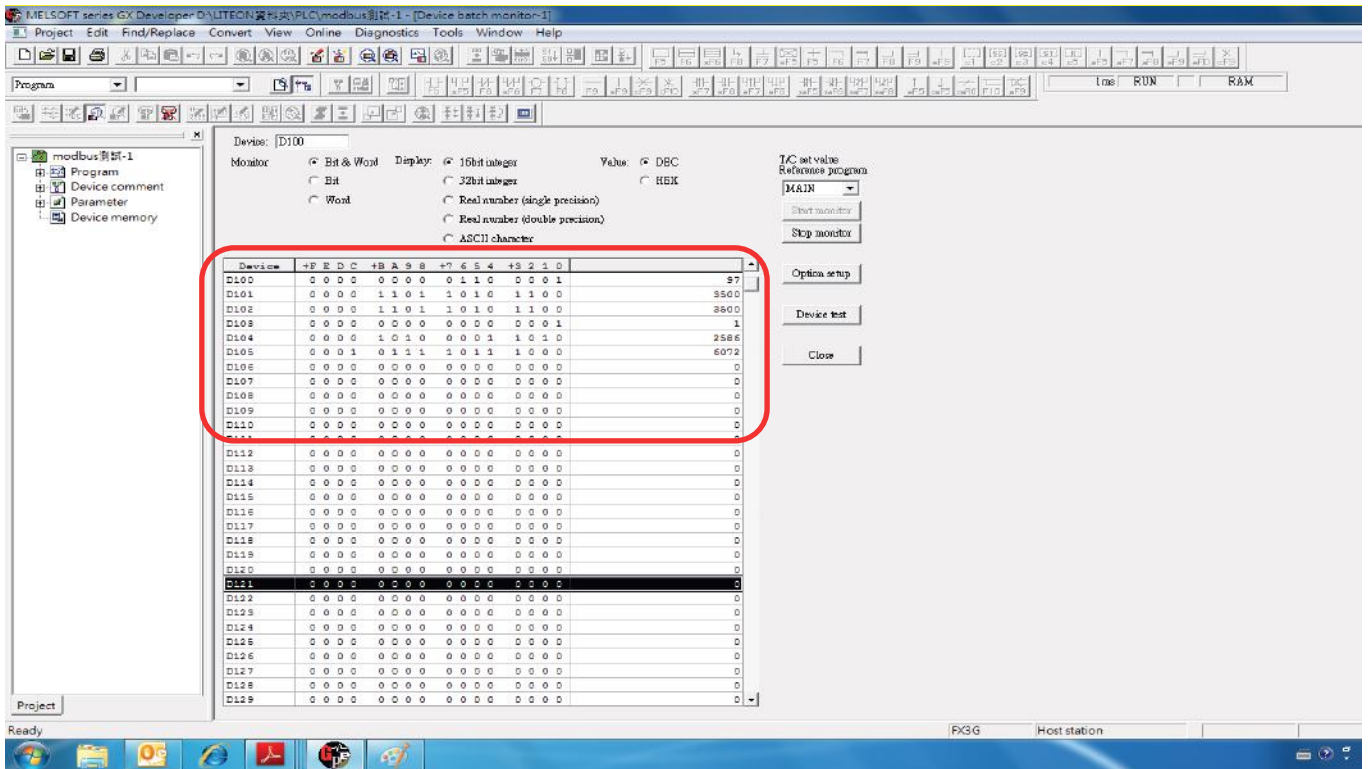 MELSOFT series GX Developer D:\LITEON資料夾\PLC\modbus測試-1 - [Device batch monitor-1]
Project Edit Find/Replace Convert View Online Diagnostics Tools Window Help
Program
1ms RUN RAM
Device: D100
Monitor Bit & Word Display: 16bit integer Value: DEC T/C set value
Bit 32bit integer HEX Reference program
Word Real number (single precision) MAIN
Real number (double precision) Start monitor
ASCII character Stop monitor
Option setup
Device test
Close
modbus測試-1
Program
Device comment
Parameter
Device memory
Device +F E D C +B A 9 8 +7 6 5 4 +3 2 1 0
D100 0 0 0 0 0 0 0 0 0 1 1 0 0 0 0 1 97
D101 0 0 0 0 1 1 0 1 1 0 1 0 1 1 0 0 3500
D102 0 0 0 0 1 1 0 1 1 0 1 0 1 1 0 0 3500
D103 0 0 0 0 0 0 0 0 0 0 0 0 0 0 0 1 1
D104 0 0 0 0 1 0 1 0 0 0 0 1 1 0 1 0 2586
D105 0 0 0 1 0 1 1 1 1 0 1 1 1 0 0 0 6072
D106 0 0 0 0 0 0 0 0 0 0 0 0 0 0 0 0 0
D107 0 0 0 0 0 0 0 0 0 0 0 0 0 0 0 0 0
D108 0 0 0 0 0 0 0 0 0 0 0 0 0 0 0 0 0
D109 0 0 0 0 0 0 0 0 0 0 0 0 0 0 0 0 0
D110 0 0 0 0 0 0 0 0 0 0 0 0 0 0 0 0 0
D112 0 0 0 0 0 0 0 0 0 0 0 0 0 0 0 0 0
D113 0 0 0 0 0 0 0 0 0 0 0 0 0 0 0 0 0
D114 0 0 0 0 0 0 0 0 0 0 0 0 0 0 0 0 0
D115 0 0 0 0 0 0 0 0 0 0 0 0 0 0 0 0 0
D116 0 0 0 0 0 0 0 0 0 0 0 0 0 0 0 0 0
D117 0 0 0 0 0 0 0 0 0 0 0 0 0 0 0 0 0
D118 0 0 0 0 0 0 0 0 0 0 0 0 0 0 0 0 0
D119 0 0 0 0 0 0 0 0 0 0 0 0 0 0 0 0 0
D120 0 0 0 0 0 0 0 0 0 0 0 0 0 0 0 0 0
D121 0 0 0 0 0 0 0 0 0 0 0 0 0 0 0 0 0
D122 0 0 0 0 0 0 0 0 0 0 0 0 0 0 0 0 0
D123 0 0 0 0 0 0 0 0 0 0 0 0 0 0 0 0 0
D124 0 0 0 0 0 0 0 0 0 0 0 0 0 0 0 0 0
D125 0 0 0 0 0 0 0 0 0 0 0 0 0 0 0 0 0
D126 0 0 0 0 0 0 0 0 0 0 0 0 0 0 0 0 0
D127 0 0 0 0 0 0 0 0 0 0 0 0 0 0 0 0 0
D128 0 0 0 0 0 0 0 0 0 0 0 0 0 0 0 0 0
D129 0 0 0 0 0 0 0 0 0 0 0 0 0 0 0 0 0
Project
Ready FX3G Host station